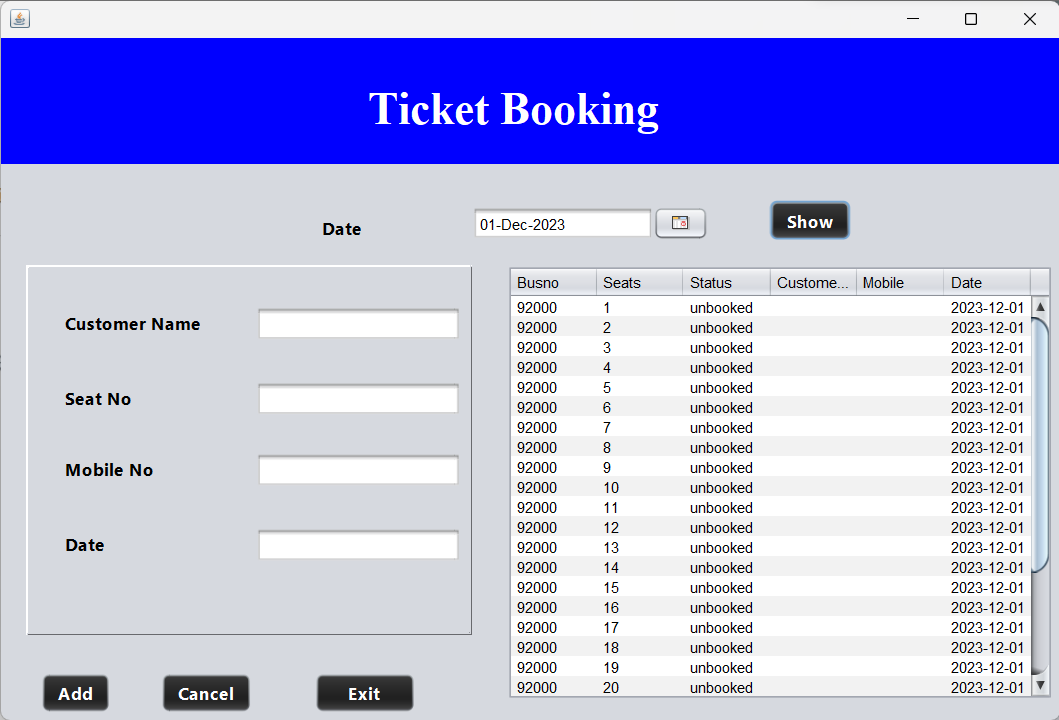 Ticket Booking
Date 01-Dec-2023 Show
Customer Name
Seat No
Mobile No
Date
Add Cancel Exit
Busno Seats Status Custome... Mobile Date
92000 1 unbooked 2023-12-01
92000 2 unbooked 2023-12-01
92000 3 unbooked 2023-12-01
92000 4 unbooked 2023-12-01
92000 5 unbooked 2023-12-01
92000 6 unbooked 2023-12-01
92000 7 unbooked 2023-12-01
92000 8 unbooked 2023-12-01
92000 9 unbooked 2023-12-01
92000 10 unbooked 2023-12-01
92000 11 unbooked 2023-12-01
92000 12 unbooked 2023-12-01
92000 13 unbooked 2023-12-01
92000 14 unbooked 2023-12-01
92000 15 unbooked 2023-12-01
92000 16 unbooked 2023-12-01
92000 17 unbooked 2023-12-01
92000 18 unbooked 2023-12-01
92000 19 unbooked 2023-12-01
92000 20 unbooked 2023-12-01